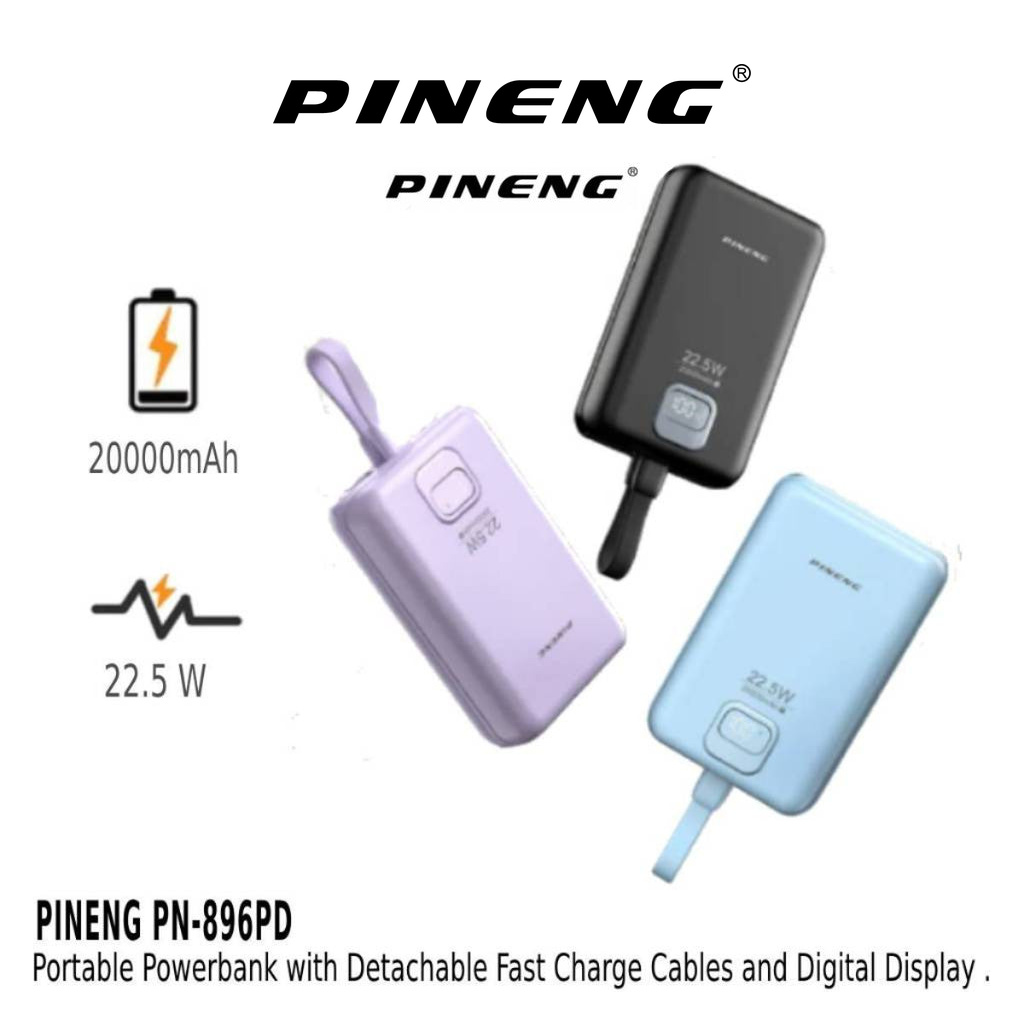 PINENG®
PINENG®
PINENG
22.5W
100
20000mAh
22.5W
PINENG
22.5 W
PINENG
22.5W
PINENG PN-896PD
Portable Powerbank with Detachable Fast Charge Cables and Digital Display .